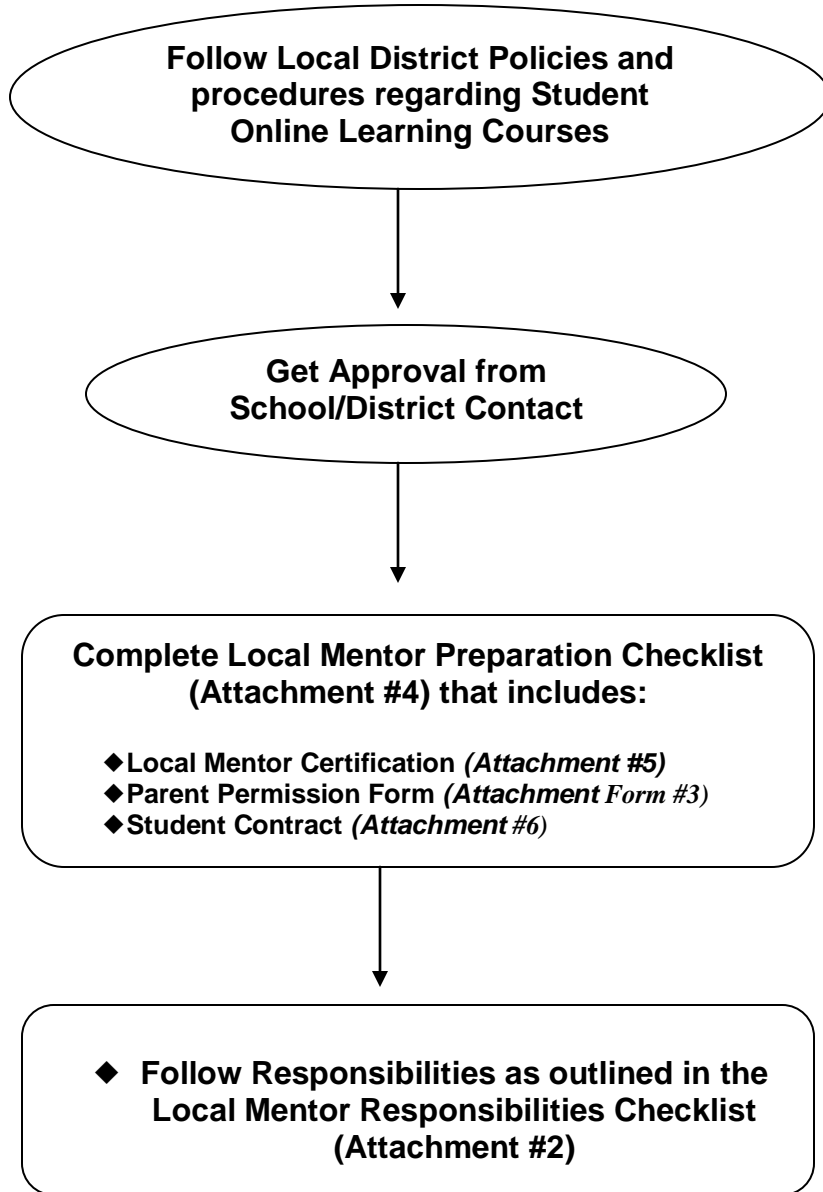 Follow Local District Policies and
procedures regarding Student
Online Learning Courses
Get Approval from
School/District Contact
Complete Local Mentor Preparation Checklist
(Attachment #4) that includes:
◆Local Mentor Certification (Attachment #5)
◆Parent Permission Form (Attachment Form #3)
◆Student Contract (Attachment #6)
◆ Follow Responsibilities as outlined in the
Local Mentor Responsibilities Checklist
(Attachment #2)